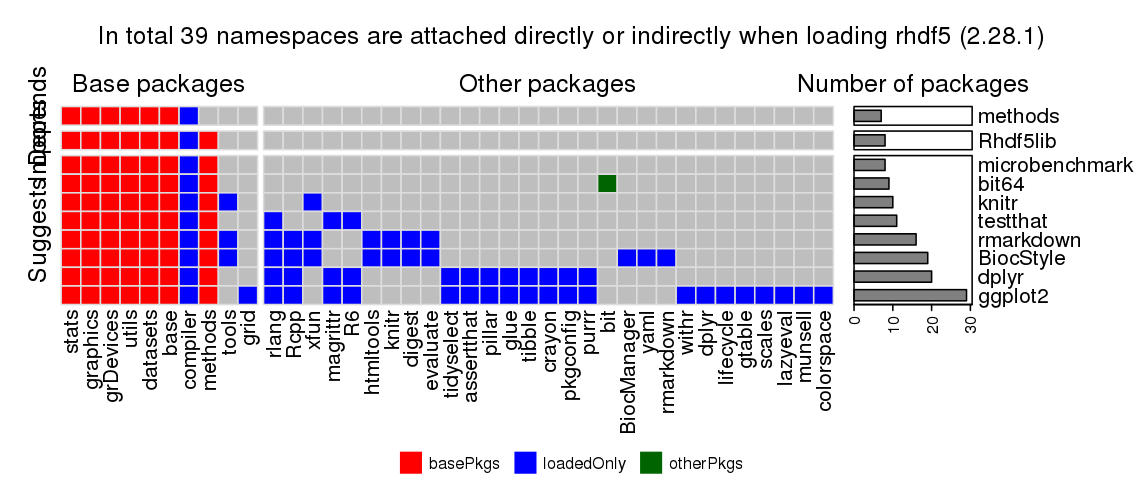 In total 39 namespaces are attached directly or indirectly when loading rhdf5 (2.28.1)
Base packages
Other packages
Number of packages
Depends
Imports
Suggests
methods
Rhdf5lib
microbenchmark
bit64
knitr
testthat
rmarkdown
BiocStyle
dplyr
ggplot2
0
10
20
30
stats
graphics
grDevices
utils
datasets
base
compiler
methods
tools
grid
rlang
Rcpp
xfun
magrittr
R6
htmltools
knitr
digest
evaluate
tidyselect
assertthat
pillar
glue
tibble
crayon
pkgconfig
purrr
bit
BiocManager
yaml
rmarkdown
withr
dplyr
lifecycle
gtable
scales
lazyeval
munsell
colorspace
basePkgs
loadedOnly
otherPkgs